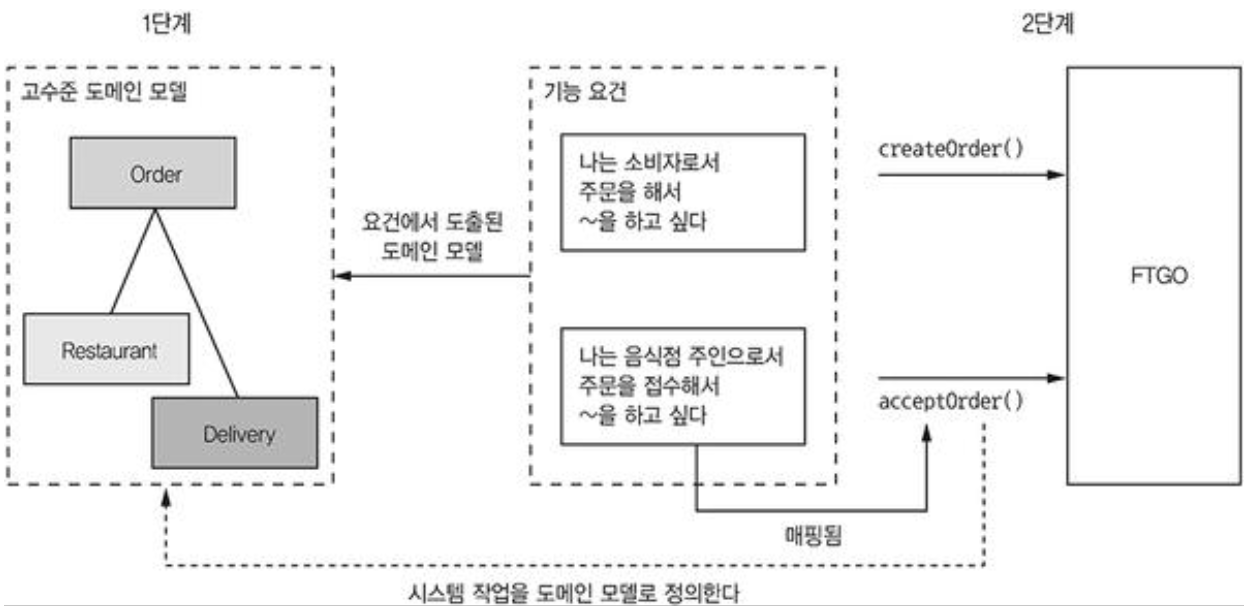 1단계
2단계
고수준 도메인 모델
Order
Restaurant
Delivery
요건에서 도출된
도메인 모델
기능 요건
나는 소비자로서
주문을 해서
~을 하고 싶다
나는 음식점 주인으로서
주문을 접수해서
~을 하고 싶다
createOrder()
acceptOrder()
FTGO
매핑됨
시스템 작업을 도메인 모델로 정의한다